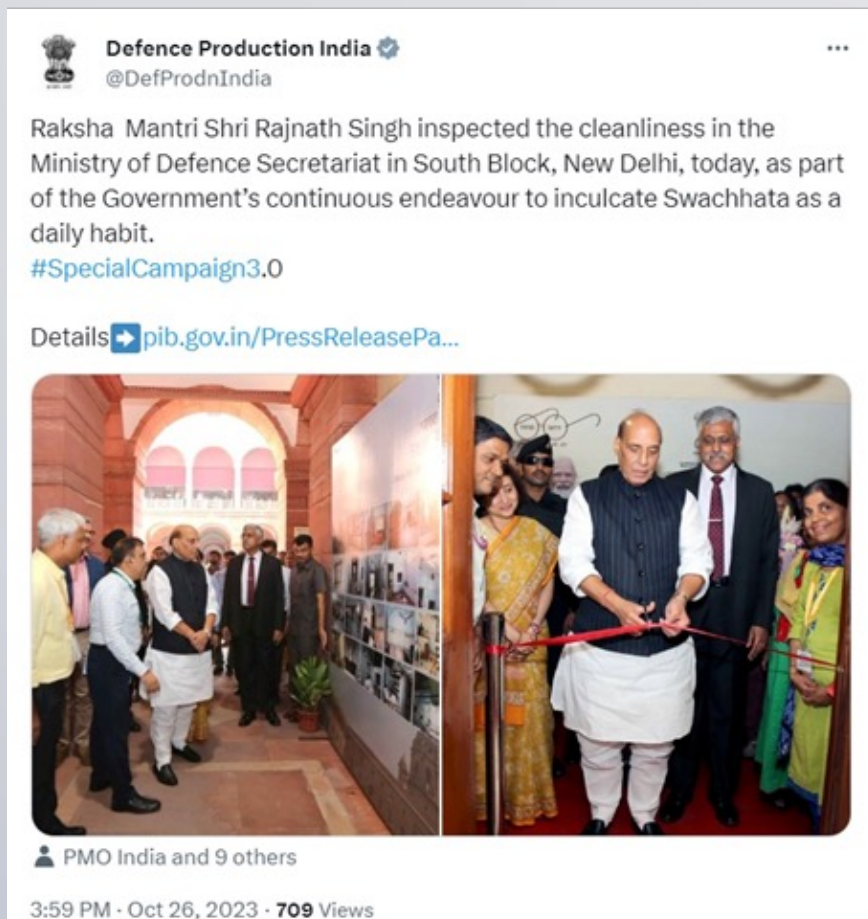 Defence Production India
@DefProdnIndia
Raksha Mantri Shri Rajnath Singh inspected the cleanliness in the
Ministry of Defence Secretariat in South Block, New Delhi, today, as part
of the Government's continuous endeavour to inculcate Swachhata as a
daily habit.
#SpecialCampaign3.0
Details➡️pib.gov.in/PressReleasePa...
PMO India and 9 others
3:59 PM · Oct 26, 2023 · 709 Views